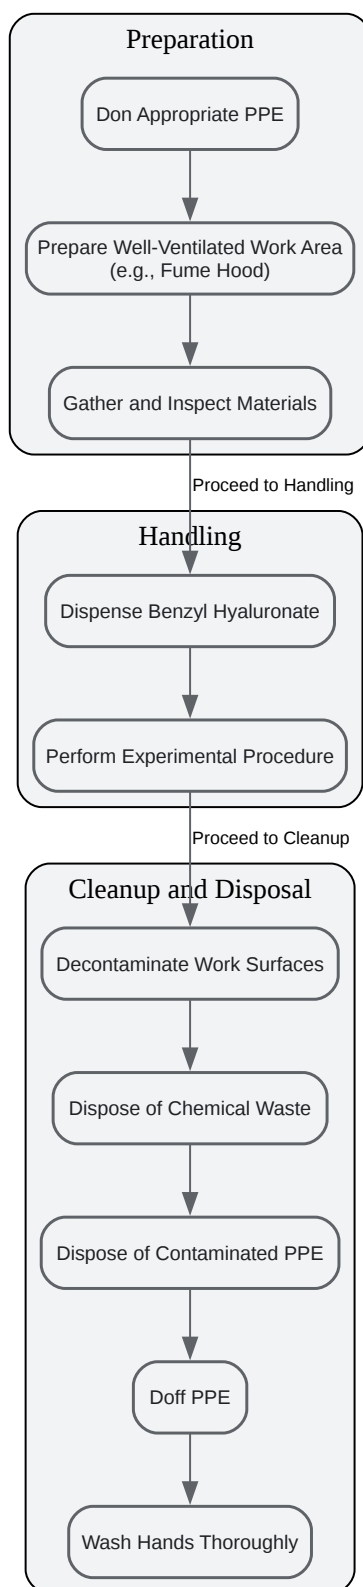 Preparation
Don Appropriate PPE
Prepare Well-Ventilated Work Area
(e.g., Fume Hood)
Gather and Inspect Materials
Proceed to Handling
Handling
Dispense Benzyl Hyaluronate
Perform Experimental Procedure
Proceed to Cleanup
Cleanup and Disposal
Decontaminate Work Surfaces
Dispose of Chemical Waste
Dispose of Contaminated PPE
Doff PPE
Wash Hands Thoroughly